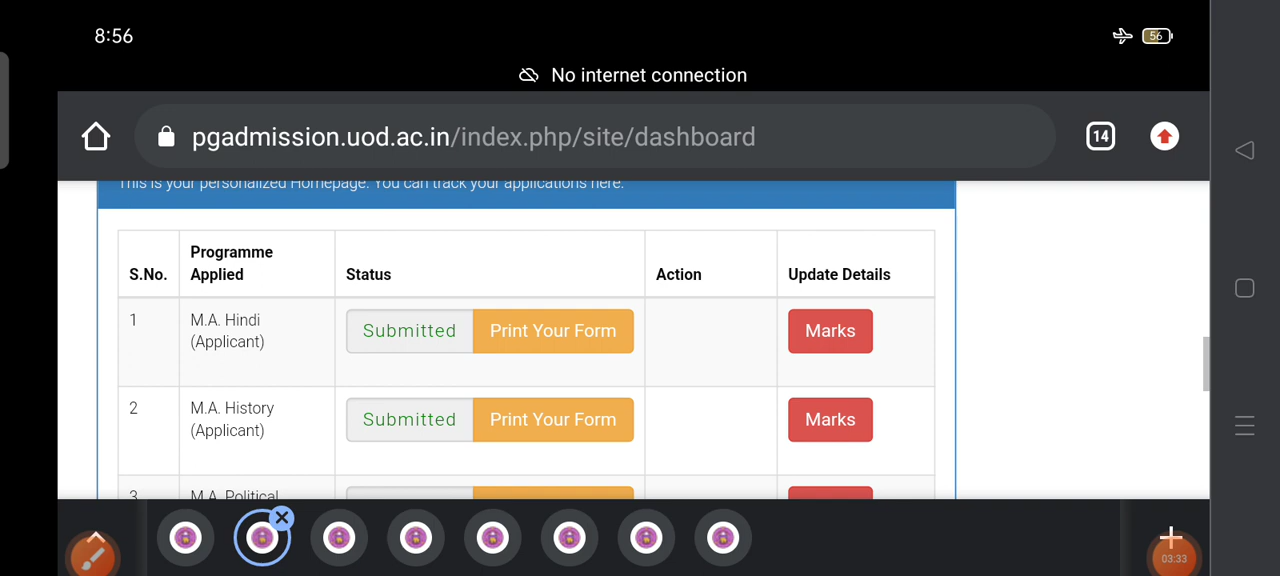 8:56
56
No internet connection
pgadmission.uod.ac.in/index.php/site/dashboard
14
This is your personalized Homepage. You can track your applications here.
S.No. Programme Applied Status Action Update Details
1 M.A. Hindi (Applicant) Submitted Print Your Form Marks
2 M.A. History (Applicant) Submitted Print Your Form Marks
3 M.A. Political
03:33